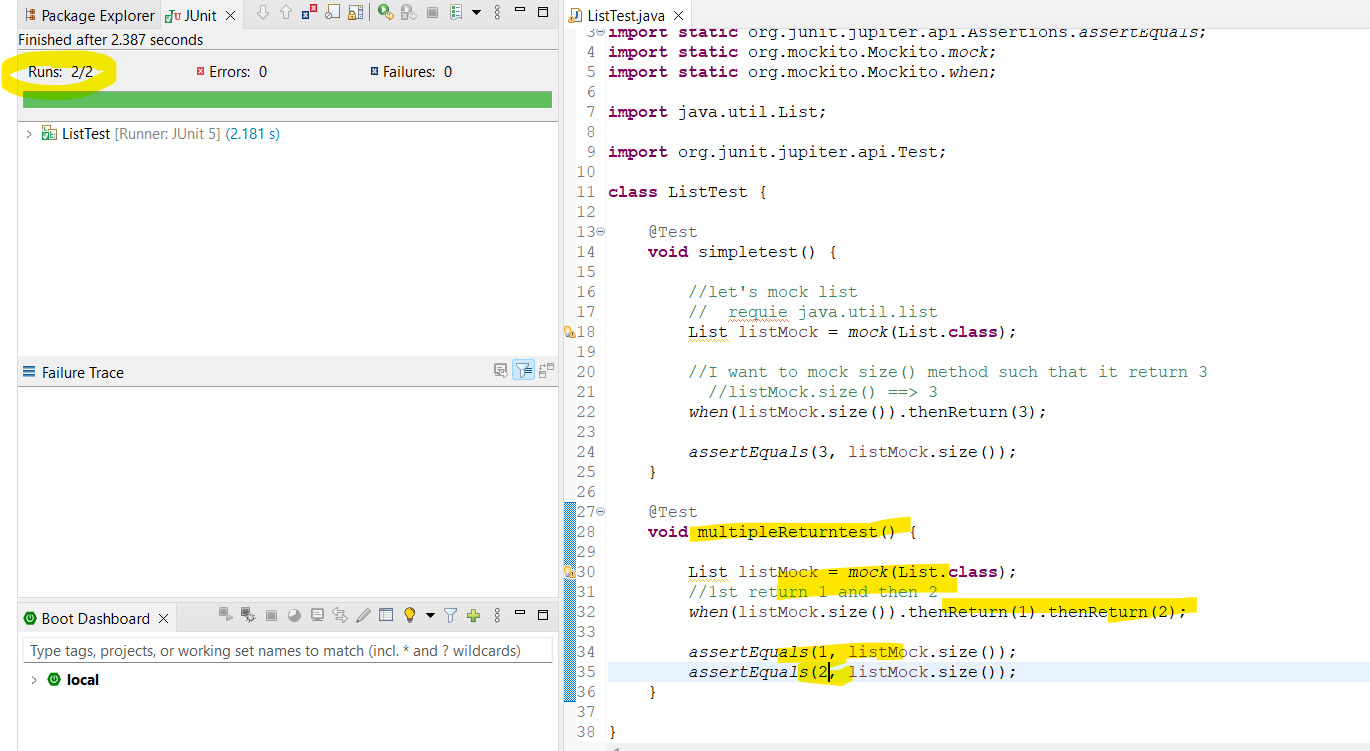 Package Explorer
JUnit
Finished after 2.387 seconds
Runs: 2/2
Errors: 0
Failures: 0
ListTest [Runner: JUnit 5] (2.181 s)
Failure Trace
Boot Dashboard
Type tags, projects, or working set names to match (incl. * and ? wildcards)
local
ListTest.java
3 import static org.junit.jupiter.api.Assertions.assertEquals;
4 import static org.mockito.Mockito.mock;
5 import static org.mockito.Mockito.when;
6
7 import java.util.List;
8
9 import org.junit.jupiter.api.Test;
10
11 class ListTest {
12
13 @Test
14 void simpletest() {
15
16 //let's mock list
17 //  requie java.util.list
18 List listMock = mock(List.class);
19
20 //I want to mock size() method such that it return 3
21 //listMock.size() ==> 3
22 when(listMock.size()).thenReturn(3);
23
24 assertEquals(3, listMock.size());
25 }
26
27 @Test
28 void multipleReturntest() {
29
30 List listMock = mock(List.class);
31 //1st return 1 and then 2
32 when(listMock.size()).thenReturn(1).thenReturn(2);
33
34 assertEquals(1, listMock.size());
35 assertEquals(2, listMock.size());
36 }
37
38 }